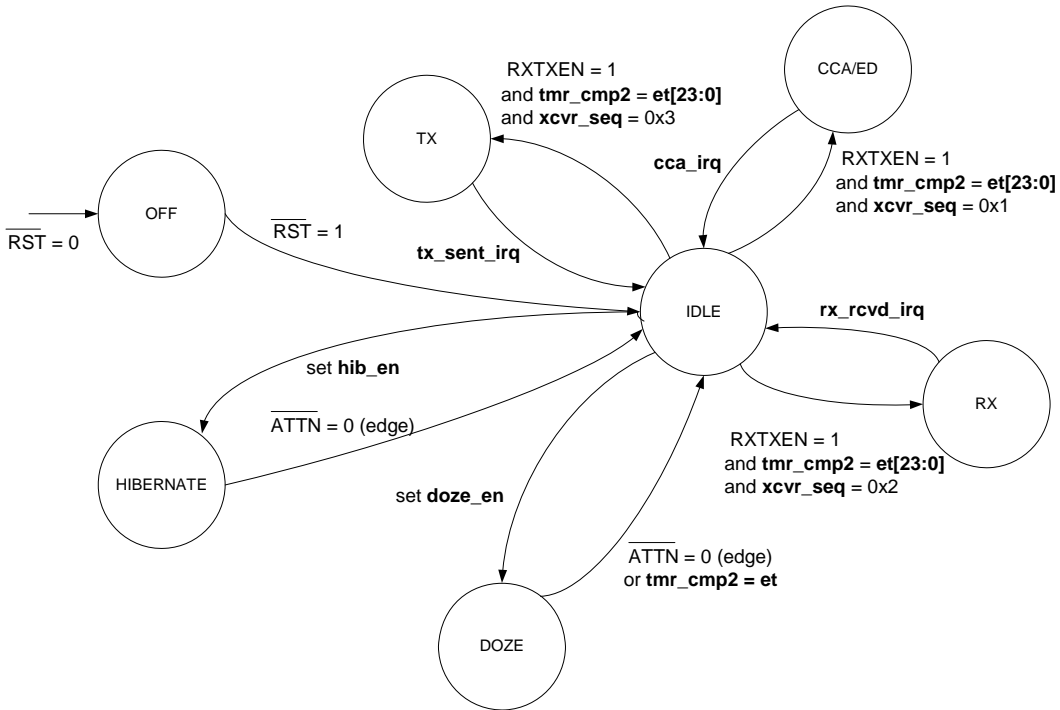 CCA/ED
RXTXEN = 1
and tmr_cmp2 = et[23:0]
and xcvr_seq = 0x3
TX
cca_irq
RXTXEN = 1
and tmr_cmp2 = et[23:0]
and xcvr_seq = 0x1
OFF
RST = 0
RST = 1
tx_sent_irq
IDLE
rx_rcvd_irq
set hib_en
RX
ATTN = 0 (edge)
RXTXEN = 1
and tmr_cmp2 = et[23:0]
and xcvr_seq = 0x2
HIBERNATE
set doze_en
ATTN = 0 (edge)
or tmr_cmp2 = et
DOZE